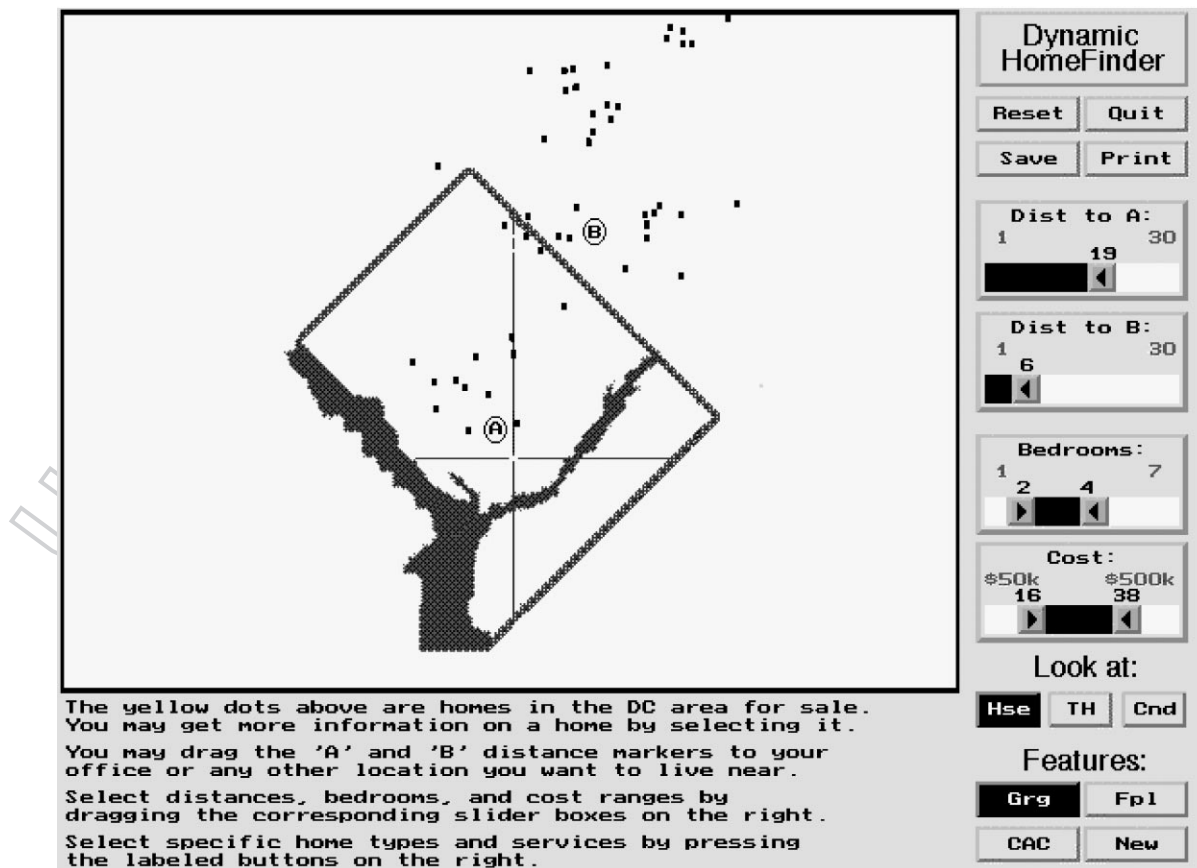 Dynamic
HomeFinder
Reset Quit
Save Print
Dist to A:
1 30
19
Dist to B:
1 30
6
B
A
Bedrooms:
1 7
2 4
Cost:
$50k $500k
16 38
Look at:
Hse TH Cnd
Features:
Grg Fpl
CAC New
The yellow dots above are homes in the DC area for sale.
You may get more information on a home by selecting it.
You may drag the 'A' and 'B' distance markers to your
office or any other location you want to live near.
Select distances, bedrooms, and cost ranges by
dragging the corresponding slider boxes on the right.
Select specific home types and services by pressing
the labeled buttons on the right.